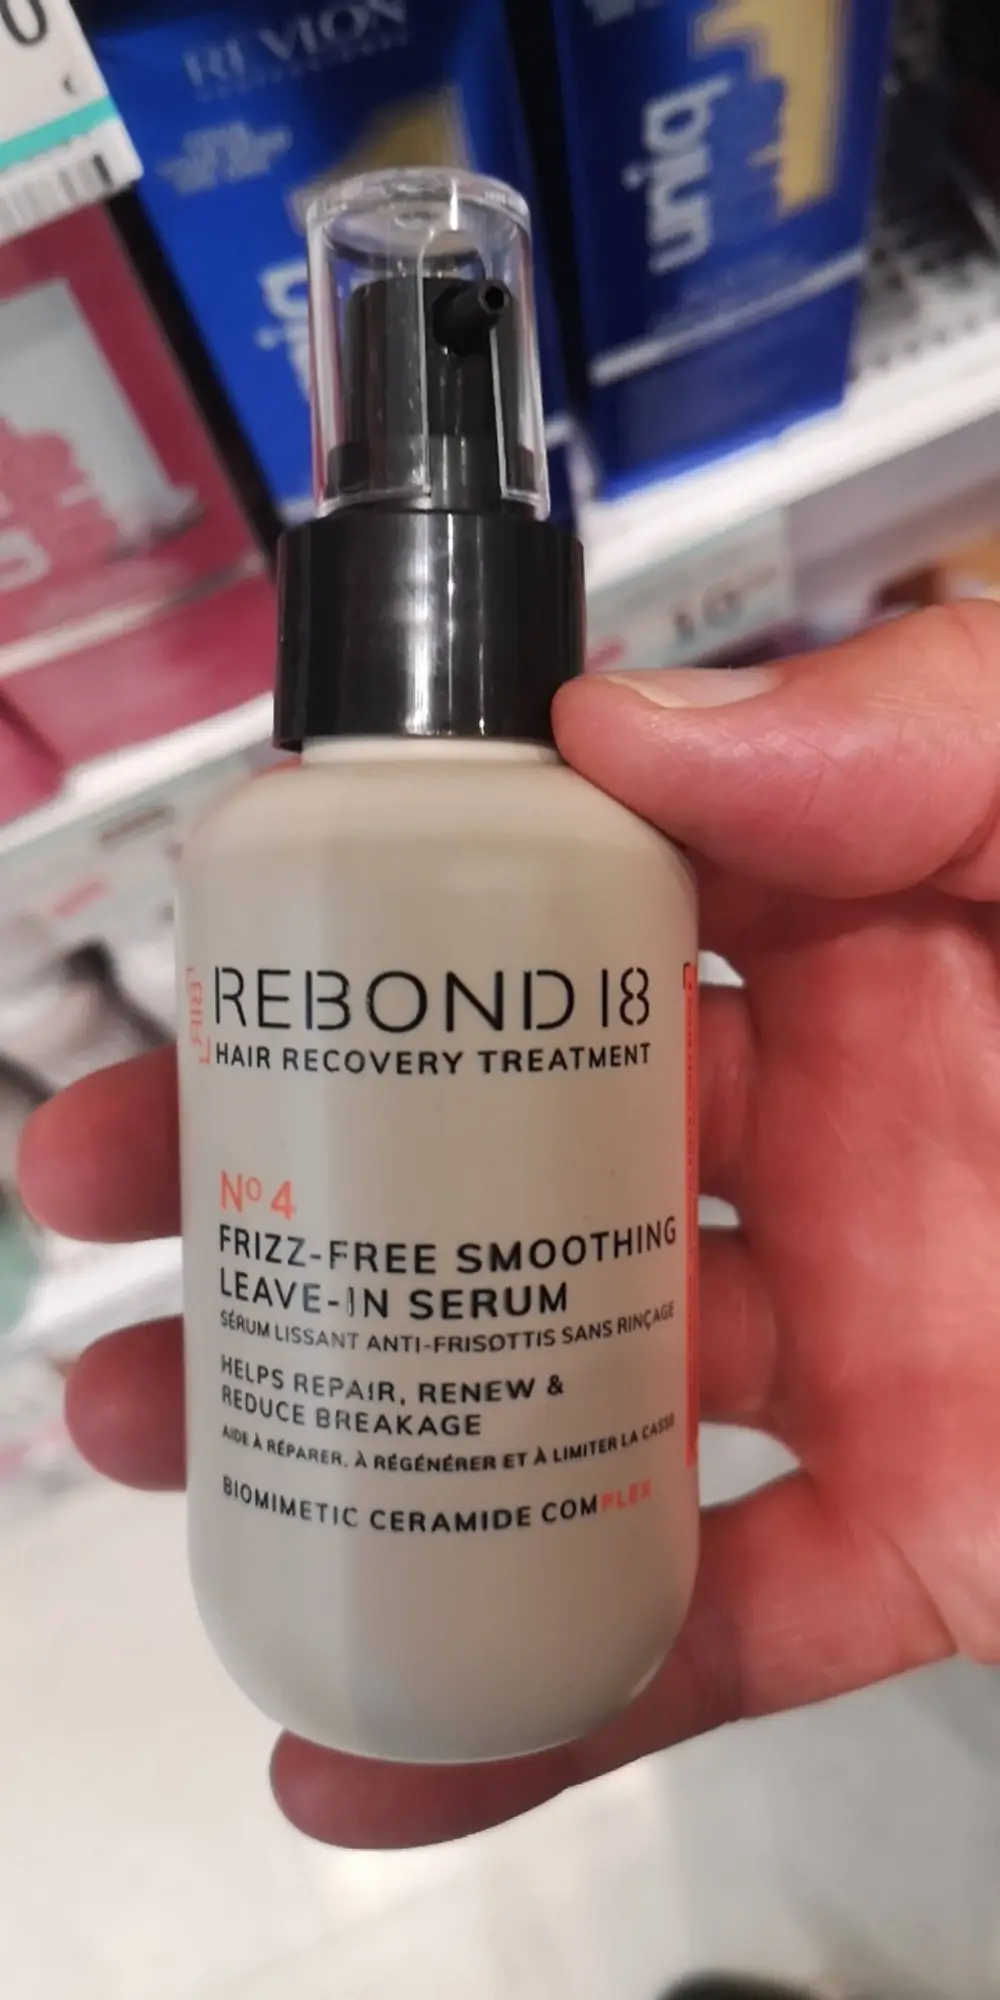 REVLON
uniq
REBOND 18
HAIR RECOVERY TREATMENT
Nº 4
FRIZZ-FREE SMOOTHING
LEAVE-IN SERUM
SÉRUM LISSANT ANTI-FRISOTTIS SANS RINÇAGE
HELPS REPAIR, RENEW &
REDUCE BREAKAGE
AIDE À RÉPARER, À RÉGÉNÉRER ET À LIMITER LA CASSE
BIOMIMETIC CERAMIDE COMPLEX